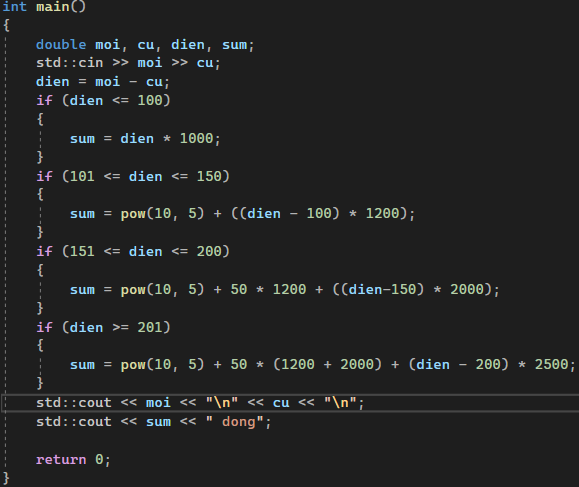 int main()
{
    double moi, cu, dien, sum;
    std::cin >> moi >> cu;
    dien = moi - cu;
    if (dien <= 100)
    {
        sum = dien * 1000;
    }
    if (101 <= dien <= 150)
    {
        sum = pow(10, 5) + ((dien - 100) * 1200);
    }
    if (151 <= dien <= 200)
    {
        sum = pow(10, 5) + 50 * 1200 + ((dien-150) * 2000);
    }
    if (dien >= 201)
    {
        sum = pow(10, 5) + 50 * (1200 + 2000) + (dien - 200) * 2500;
    }
    std::cout << moi << "\n" << cu << "\n";
    std::cout << sum << " dong";
    return 0;
}